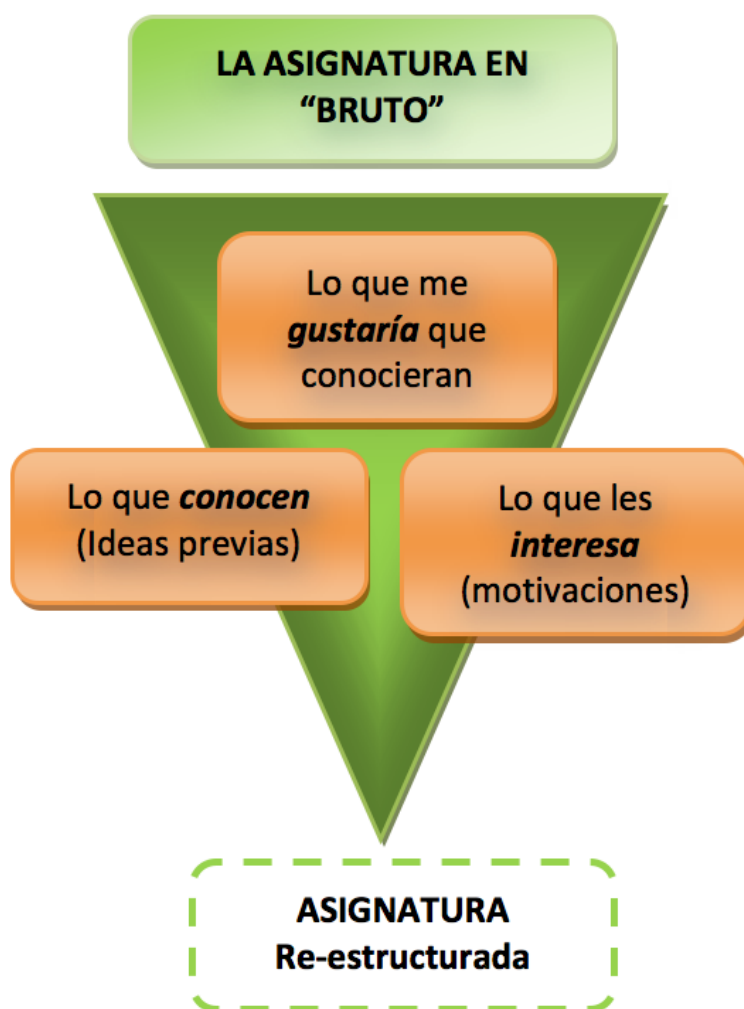 LA ASIGNATURA EN
“BRUTO”
Lo que me
gustaría que
conocieran
Lo que conocen
(Ideas previas)
Lo que les
interesa
(motivaciones)
ASIGNATURA
Re-estructurada